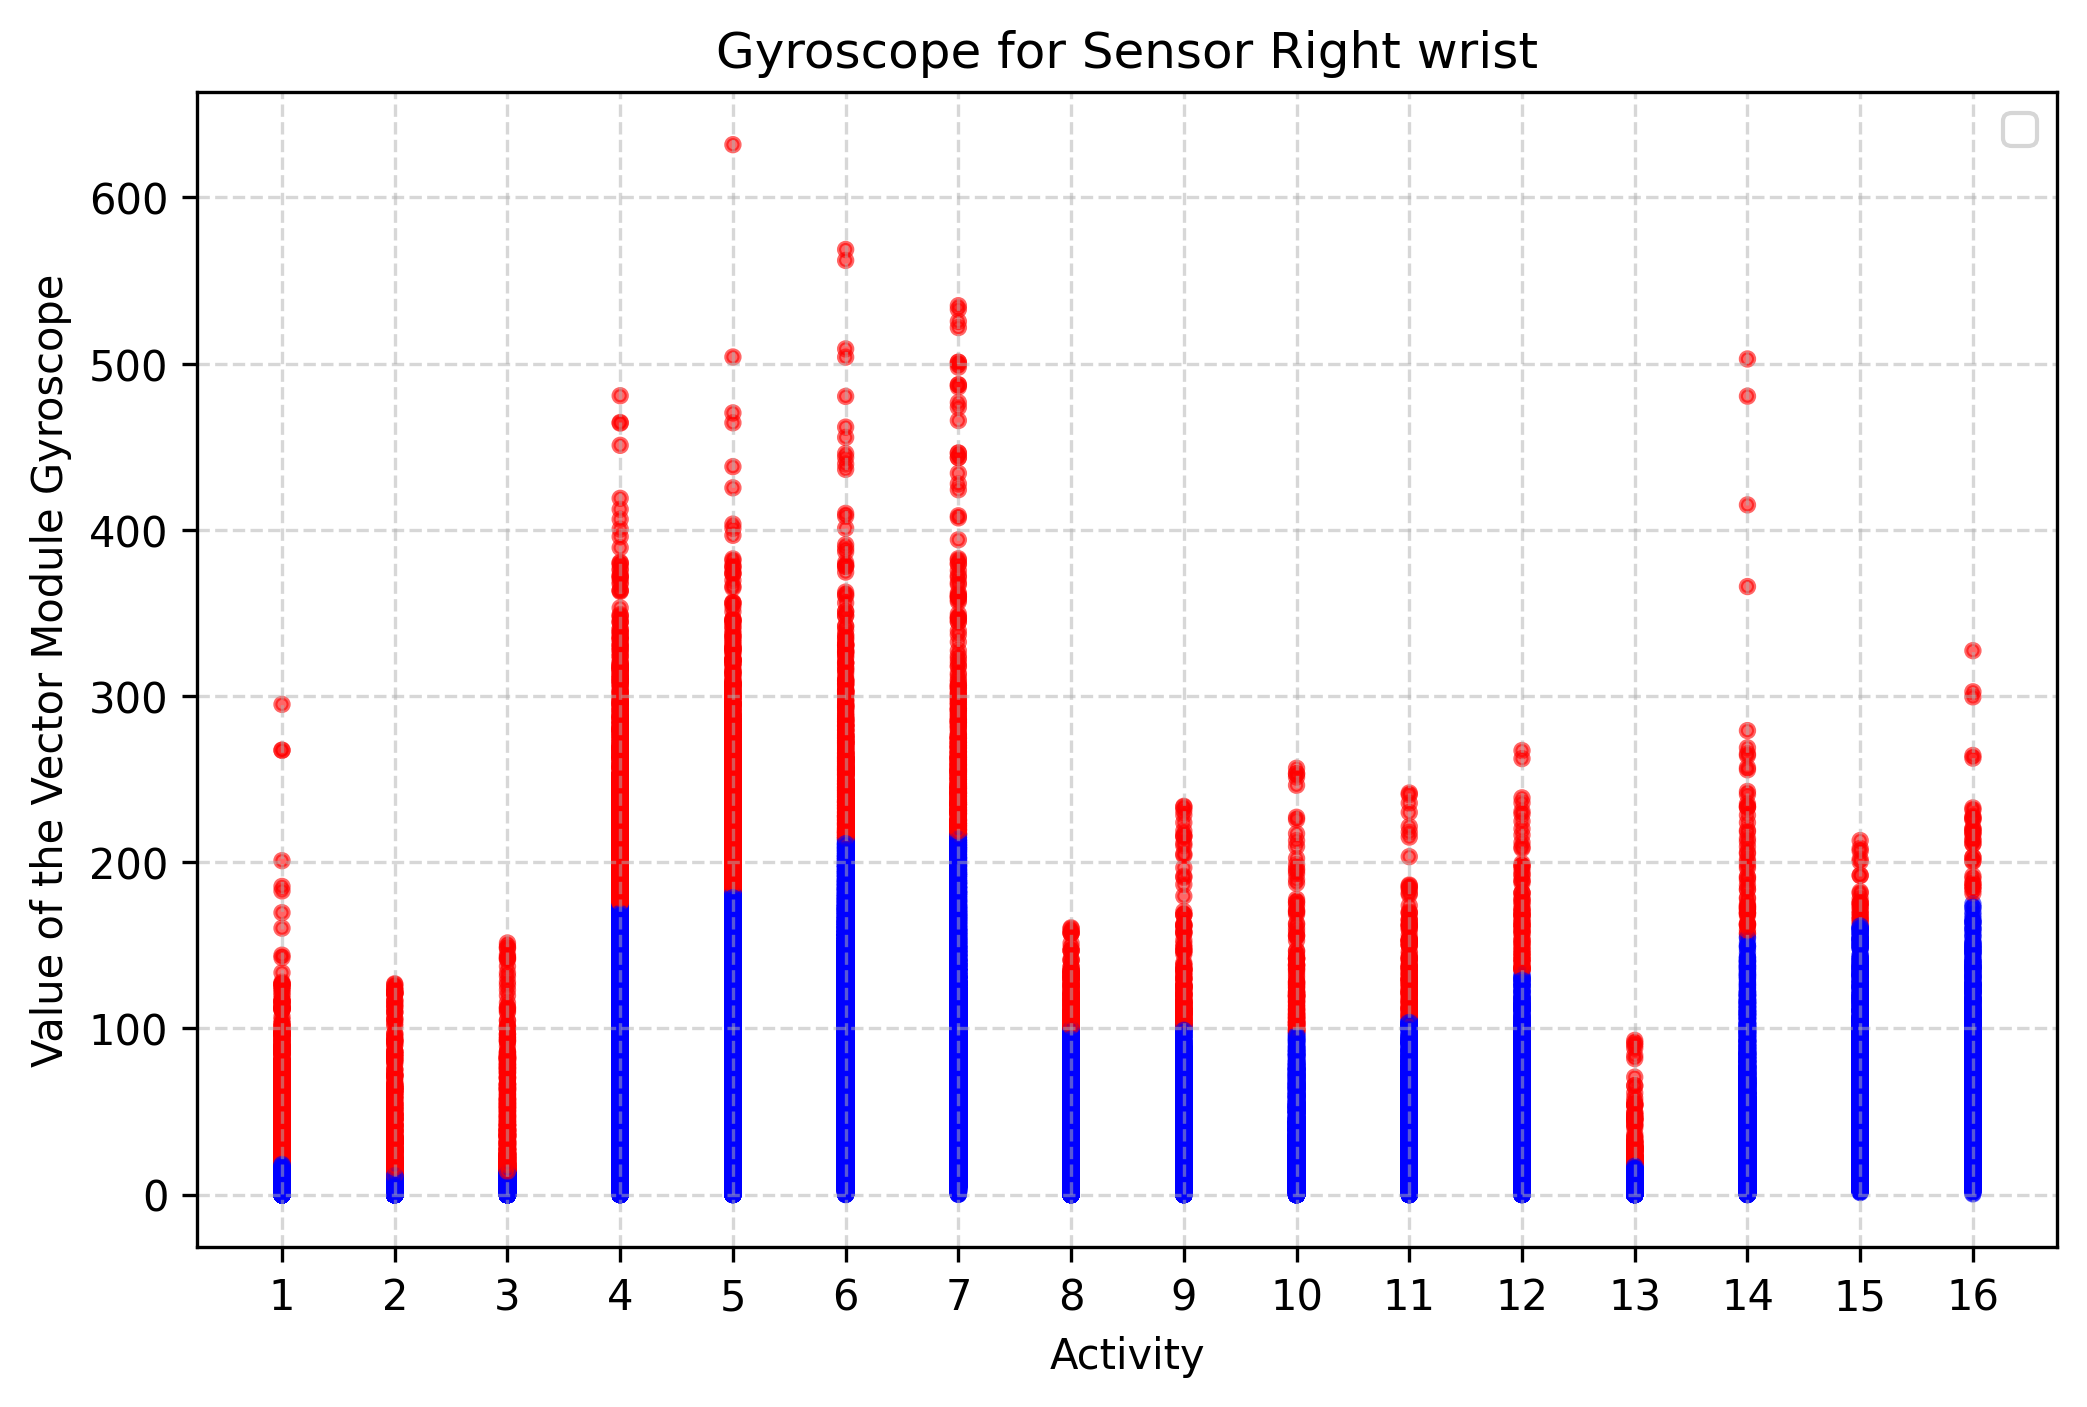 Gyroscope for Sensor Right wrist
Value of the Vector Module Gyroscope
600
500
400
300
200
100
0
1 2 3 4 5 6 7 8 9 10 11 12 13 14 15 16
Activity